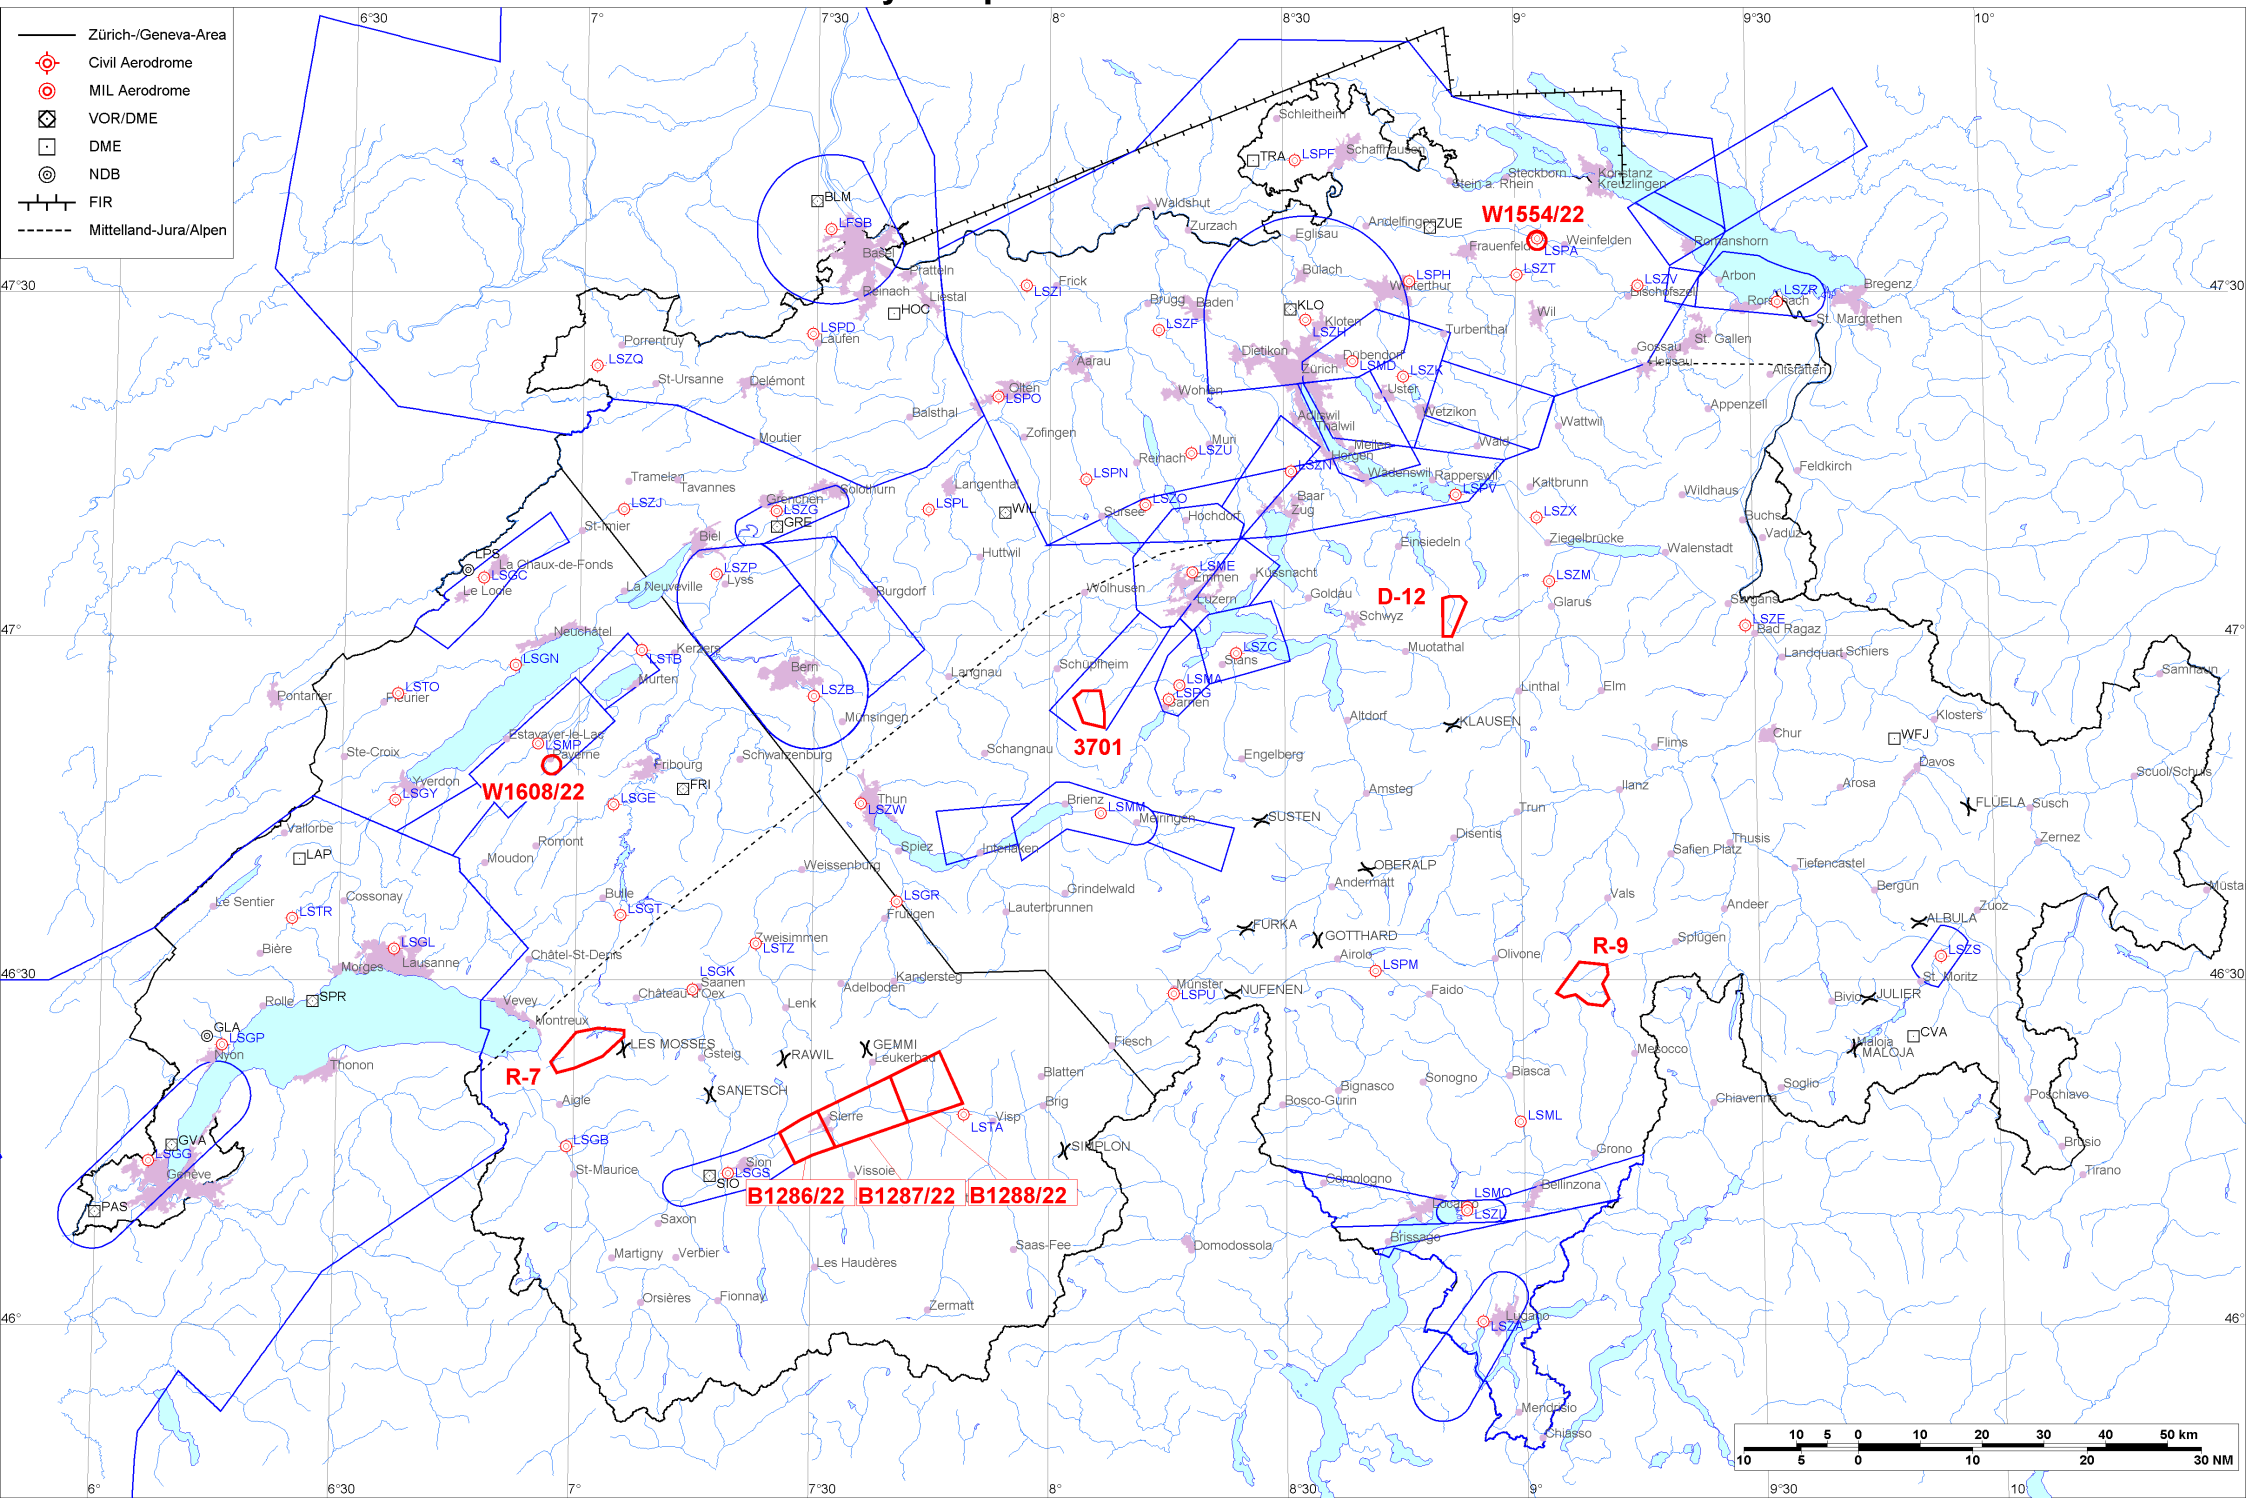 6°30
7°
7°30
8°
8°30
9°
9°30
10°
Zürich-/Geneva-Area
Civil Aerodrome
MIL Aerodrome
VOR/DME
DME
NDB
FIR
Mittelland-Jura/Alpen
Schleitheim
TRA
LSPF
Schaffhausen
Steckborn
Konstanz
Kreuzlingen
Stein a. Rhein
BLM
LFSB
Basel
Waldshut
Zurzach
Eglisau
Andelfingen
ZUE
W1554/22
Frauenfeld
LSPA
Weinfelden
Romanshorn
Pratteln
Reinach
Liestal
HOC
LSZI
Frick
Bülach
LSPH
Winterthur
LSZT
LSZV
Bischofszell
Arbon
LSZR
Rorschach
Bregenz
47°30
47°30
St. Margrethen
LSPD
Laufen
Brugg
Baden
LSZF
KLO
Kloten
LSZH
Turbenthal
Wil
Porrentruy
LSZQ
St-Ursanne
Delémont
Aarau
Dietikon
Dübendorf
Zürich
LSMD
LSZK
Gossau
St. Gallen
Herisau
Altstätten
Olten
LSPO
Balsthal
Wohlen
Uster
Wetzikon
Appenzell
Moutier
Zofingen
Adliswil
Thalwil
Meilen
Horgen
Wald
Wattwil
Muri
LSZU
Reinach
LSPN
LSZN
Wädenswil
Rapperswil
LSPV
Kaltbrunn
Feldkirch
Tramelan
Tavannes
Grenchen
Solothurn
LSZG
GRE
LSZJ
St-Imier
Langenthal
LSPL
WIL
LSZO
Sursee
Hochdorf
Baar
Zug
LSZX
Wildhaus
Buchs
Vaduz
Biel
Huttwil
Einsiedeln
Ziegelbrücke
Walenstadt
LPS
La Chaux-de-Fonds
LSGC
Le Locle
LSZP
Lyss
La Neuveville
Burgdorf
Wolhusen
LSME
Emmen
Küssnacht
Luzern
Goldau
Schwyz
D-12
LSZM
Glarus
Sargans
LSZE
Bad Ragaz
47°
Neuchâtel
LSGN
LSTB
Kerzers
Murten
Bern
LSZB
Langnau
Schüpfheim
LSZC
Stans
Muotathal
Landquart
Schiers
Samnaun
LSMA
LSPG
Sarnen
Linthal
Elm
Pontarlier
LSTO
Fleurier
Münsingen
Altdorf
KLAUSEN
Klosters
Estavayer-le-Lac
LSMP
Payerne
Ste-Croix
Schwarzenburg
Schangnau
3701
Engelberg
Flims
Chur
WFJ
Davos
W1608/22
Fribourg
FRI
Yverdon
LSGY
LSGE
Thun
LSZW
Brienz
LSMM
Meiringen
Amsteg
SUSTEN
Ilanz
Trun
Arosa
FLÜELA
Susch
Scuol/Schuls
Vallorbe
LAP
Romont
Moudon
Spiez
Interlaken
Weissenburg
Disentis
Safien Platz
Thusis
Tiefencastel
Zernez
OBERALP
Andermatt
Grindelwald
Lauterbrunnen
Vals
Bergün
Müsta
Le Sentier
LSTR
Cossonay
Bulle
LSGT
LSGR
Frutigen
FURKA
GOTTHARD
Andeer
Zuoz
ALBULA
Bière
LSGL
Lausanne
Morges
Châtel-St-Denis
Zweisimmen
LSTZ
Airolo
LSPM
Olivone
R-9
Splügen
LSZS
St. Moritz
46°30
46°30
LSGK
Saanen
Château d'Oex
Adelboden
Kandersteg
Münster
LSPU
NUFENEN
Faido
Bivio
JULIER
Rolle
SPR
Vevey
Montreux
Lenk
GLA
LSGP
Nyon
LES MOSSES
Gsteig
RAWIL
GEMMI
Leukerbad
Fiesch
Mesocco
Maloja
MALOJA
CVA
Thonon
R-7
Aigle
SANETSCH
Blatten
Brig
Bignasco
Bosco-Gurin
Sonogno
Biasca
Chiavenna
Soglio
Poschiavo
Sierre
LSTA
Visp
LSML
GVA
LSGG
Genève
LSGB
St-Maurice
Sion
LSGS
SIO
Vissoie
SIMPLON
Grono
Brusio
Tirano
PAS
B1286/22
B1287/22
B1288/22
Comologno
LSMO
LSZL
Bellinzona
Saxon
Martigny
Verbier
Les Haudères
Saas-Fee
Domodossola
Brissago
Orsières
Fionnay
Zermatt
46°
46°
Lugano
LSZA
Mendrisio
Chiasso
10 5 0 10 20 30 40 50 km
10 5 0 10 20 30 NM
6°
6°30
7°
7°30
8°
8°30
9°
9°30
10°